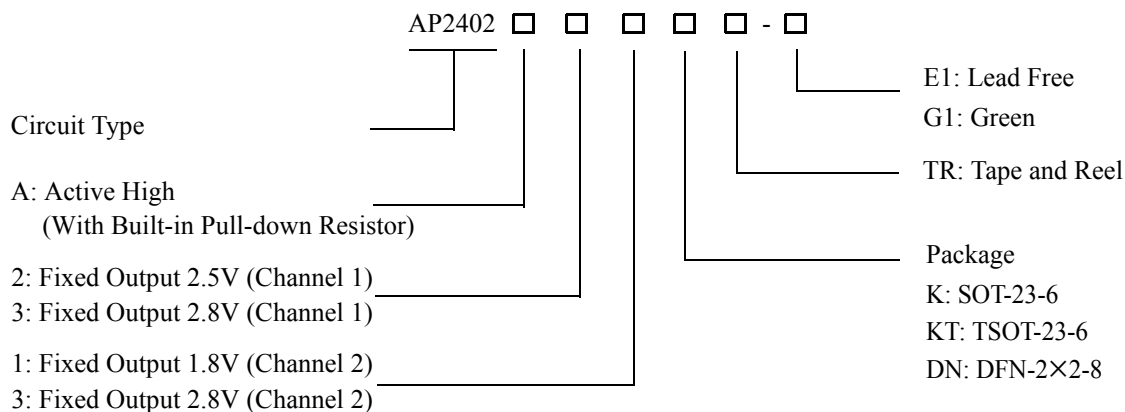 AP2402 □ □ □ □ □ - □
Circuit Type
A: Active High
(With Built-in Pull-down Resistor)
2: Fixed Output 2.5V (Channel 1)
3: Fixed Output 2.8V (Channel 1)
1: Fixed Output 1.8V (Channel 2)
3: Fixed Output 2.8V (Channel 2)
E1: Lead Free
G1: Green
TR: Tape and Reel
Package
K: SOT-23-6
KT: TSOT-23-6
DN: DFN-2×2-8